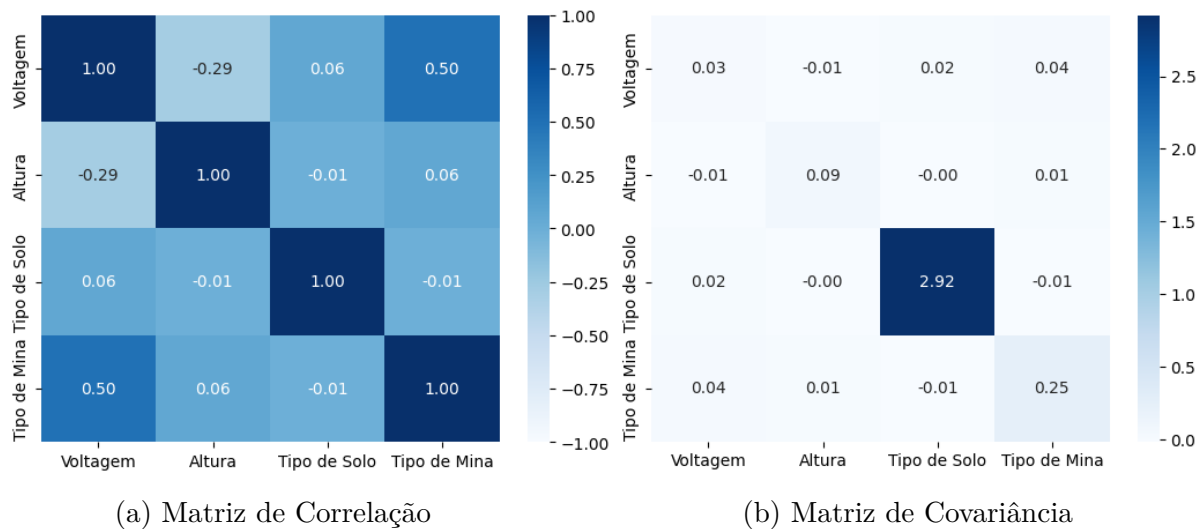 Voltagem 1.00 -0.29 0.06 0.50
Altura -0.29 1.00 -0.01 0.06
Tipo de Solo 0.06 -0.01 1.00 -0.01
Tipo de Mina 0.50 0.06 -0.01 1.00
Voltagem Altura Tipo de Solo Tipo de Mina
1.00
0.75
0.50
0.25
0.00
−0.25
−0.50
−0.75
−1.00
(a) Matriz de Correlação
Voltagem 0.03 -0.01 0.02 0.04
Altura -0.01 0.09 -0.00 0.01
Tipo de Solo 0.02 -0.00 2.92 -0.01
Tipo de Mina 0.04 0.01 -0.01 0.25
Voltagem Altura Tipo de Solo Tipo de Mina
2.5
2.0
1.5
1.0
0.5
0.0
(b) Matriz de Covariância